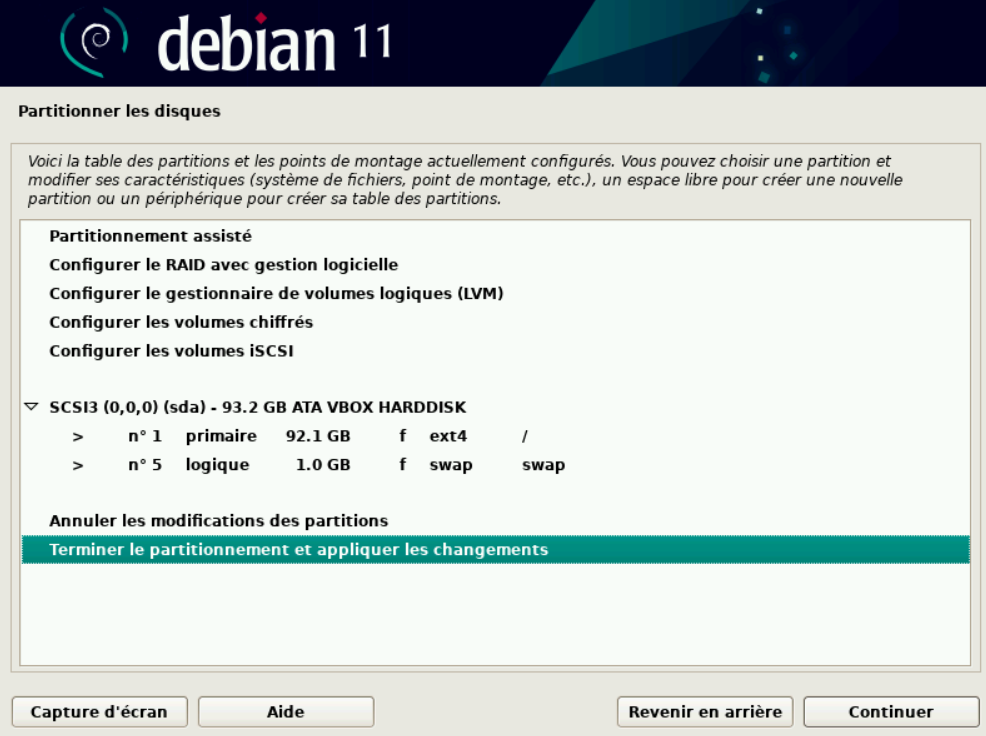 debian 11
Partitionner les disques
Voici la table des partitions et les points de montage actuellement configurés. Vous pouvez choisir une partition et
modifier ses caractéristiques (système de fichiers, point de montage, etc.), un espace libre pour créer une nouvelle
partition ou un périphérique pour créer sa table des partitions.
Partitionnement assisté
Configurer le RAID avec gestion logicielle
Configurer le gestionnaire de volumes logiques (LVM)
Configurer les volumes chiffrés
Configurer les volumes iSCSI
SCSI3 (0,0,0) (sda) - 93.2 GB ATA VBOX HARDDISK
> n° 1 primaire 92.1 GB f ext4 /
> n° 5 logique 1.0 GB f swap swap
Annuler les modifications des partitions
Terminer le partitionnement et appliquer les changements
Capture d'écran Aide Revenir en arrière Continuer